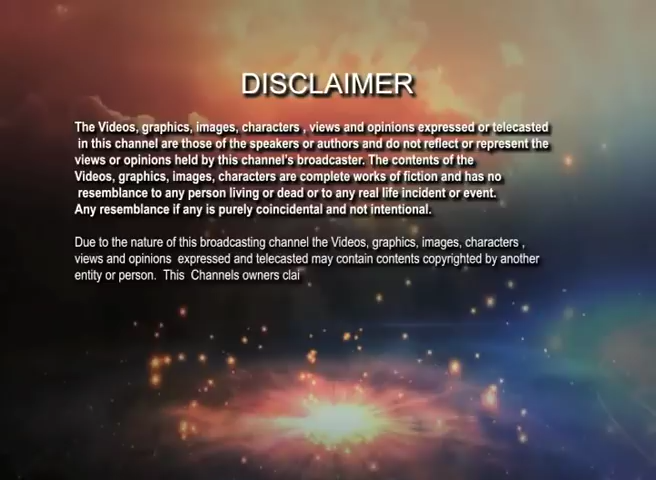 DISCLAIMER
The Videos, graphics, images, characters , views and opinions expressed or telecasted
in this channel are those of the speakers or authors and do not reflect or represent the
views or opinions held by this channel's broadcaster. The contents of the
Videos, graphics, images, characters are complete works of fiction and has no
resemblance to any person living or dead or to any real life incident or event.
Any resemblance if any is purely coincidental and not intentional.
Due to the nature of this broadcasting channel the Videos, graphics, images, characters ,
views and opinions expressed and telecasted may contain contents copyrighted by another
entity or person. This Channels owners clai